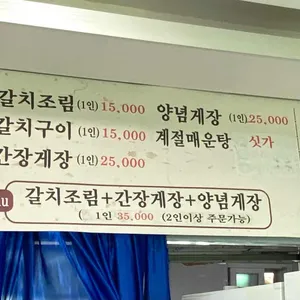 갈치조림 (1인) 15,000 양념게장 (1인) 25,000
갈치구이 (1인) 15,000 계절매운탕 싯가
간장게장 (1인) 25,000
갈치조림+간장게장+양념게장
( 1인 35,000 (2인이상 주문가능)